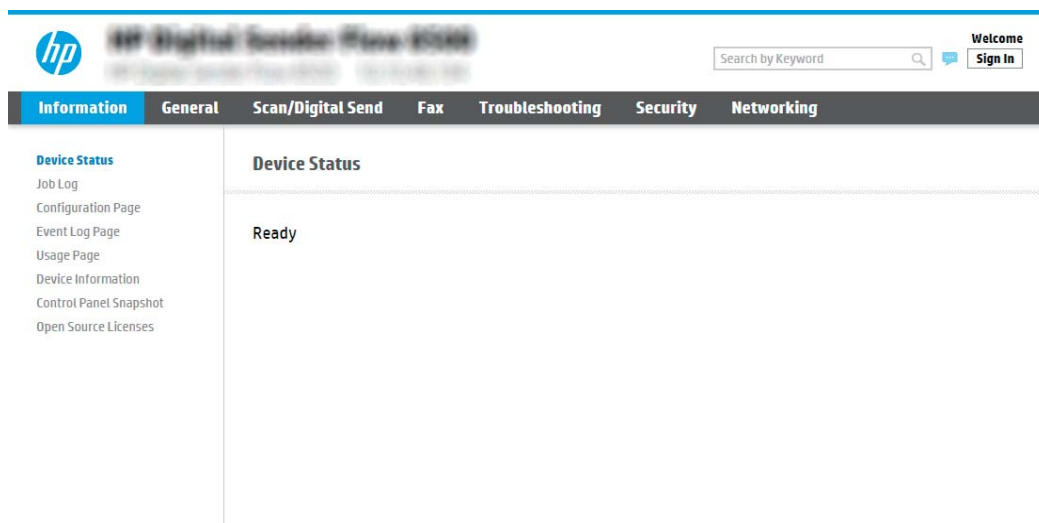 hp
Welcome
Search by Keyword
Sign In
Information General Scan/Digital Send Fax Troubleshooting Security Networking
Device Status
Job Log
Configuration Page
Event Log Page
Usage Page
Device Information
Control Panel Snapshot
Open Source Licenses
Device Status
Ready